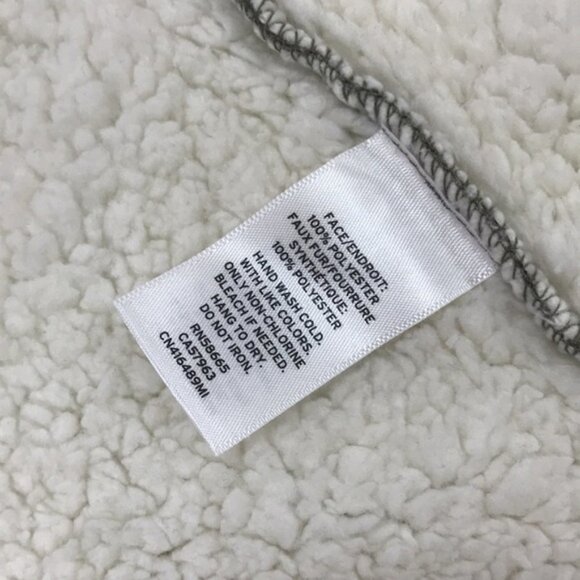 FACE/ENDROIT:
100% POLYESTER
FAUX FUR/FOURRURE
SYNTHÉTIQUE:
100% POLYESTER
HAND WASH COLD.
WITH LIKE COLORS.
ONLY NON-CHLORINE
BLEACH IF NEEDED.
HANG TO DRY.
DO NOT IRON.
RN58665
CA57963
CN416489MI